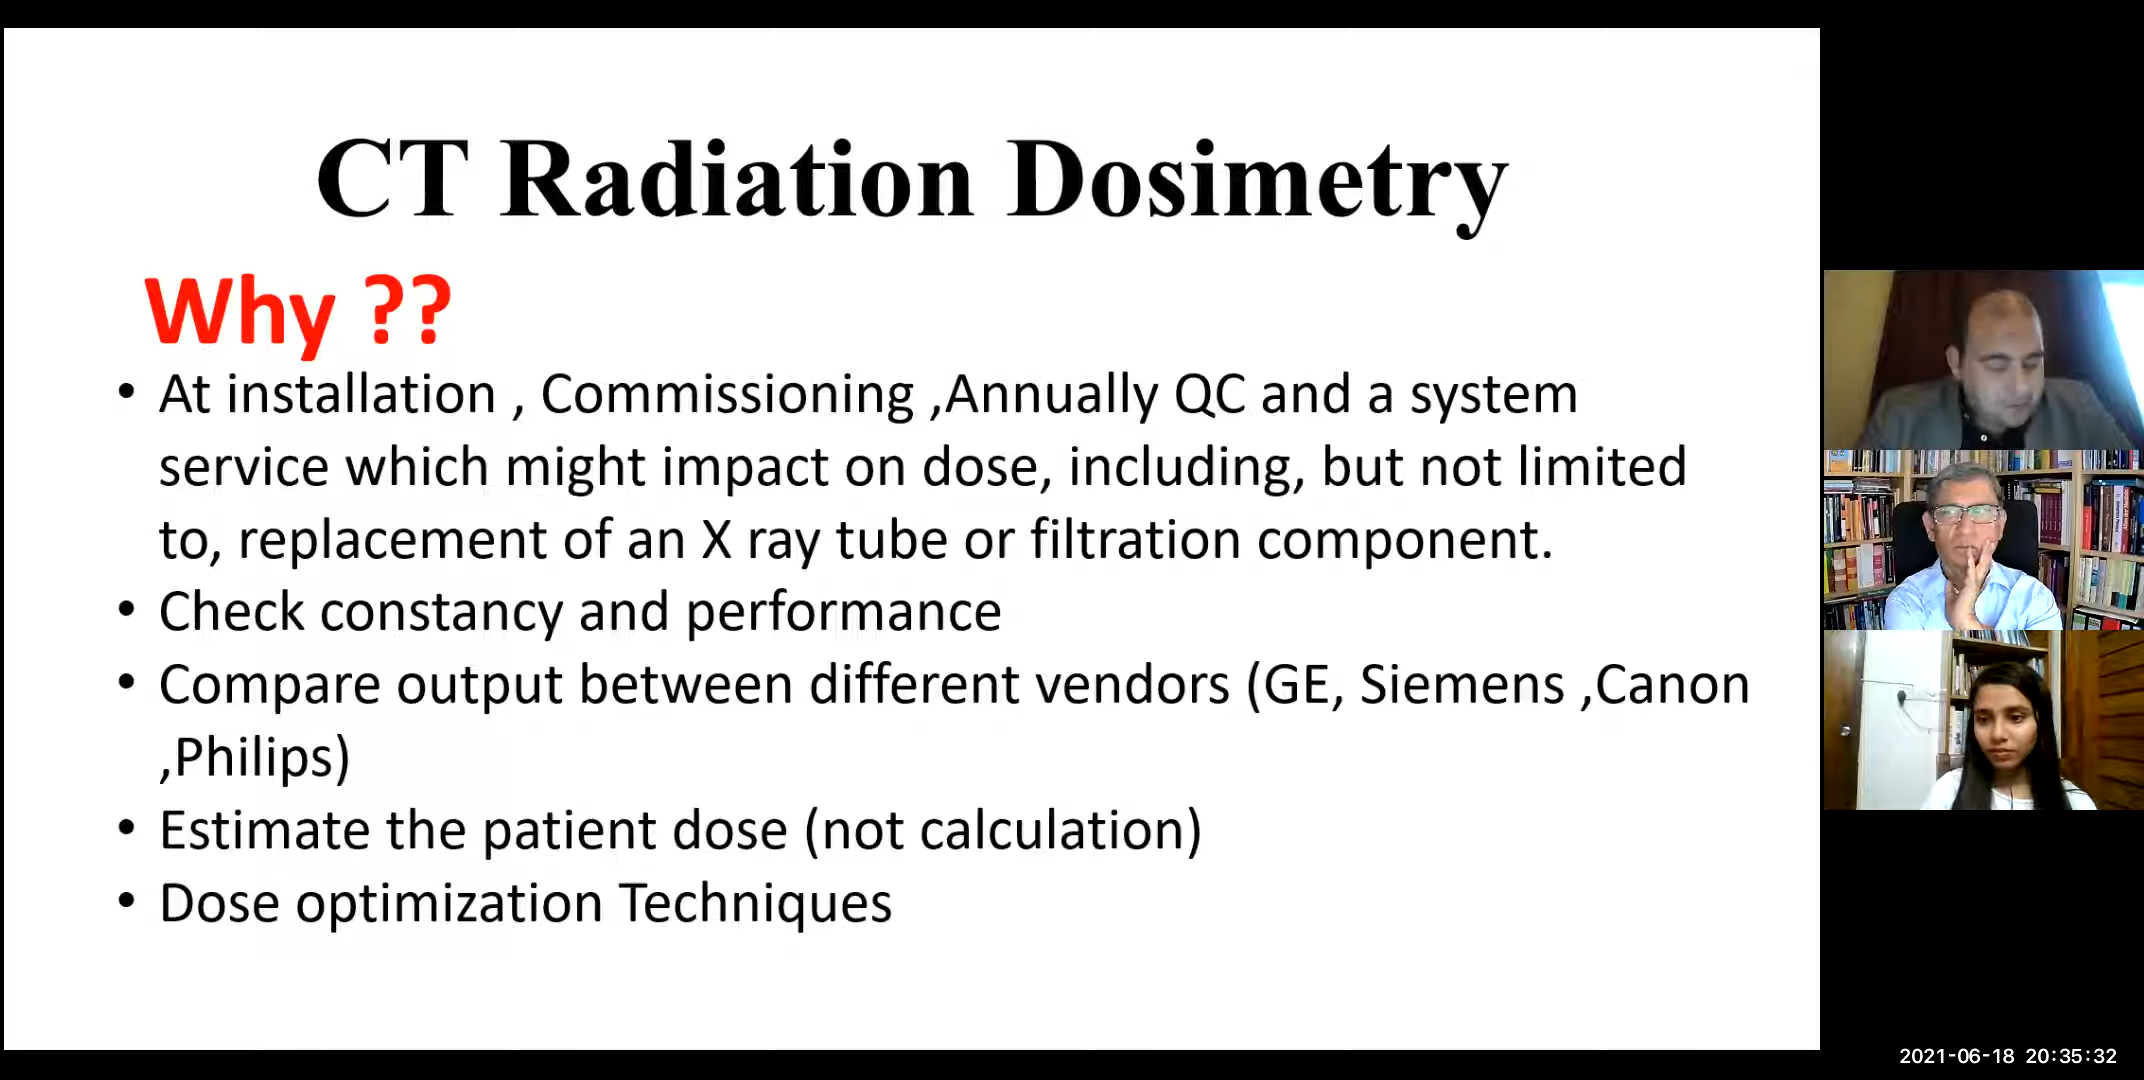 CT Radiation Dosimetry
Why ??
• At installation , Commissioning ,Annually QC and a system
service which might impact on dose, including, but not limited
to, replacement of an X ray tube or filtration component.
• Check constancy and performance
• Compare output between different vendors (GE, Siemens ,Canon
,Philips)
• Estimate the patient dose (not calculation)
• Dose optimization Techniques
2021-06-18 20:35:32